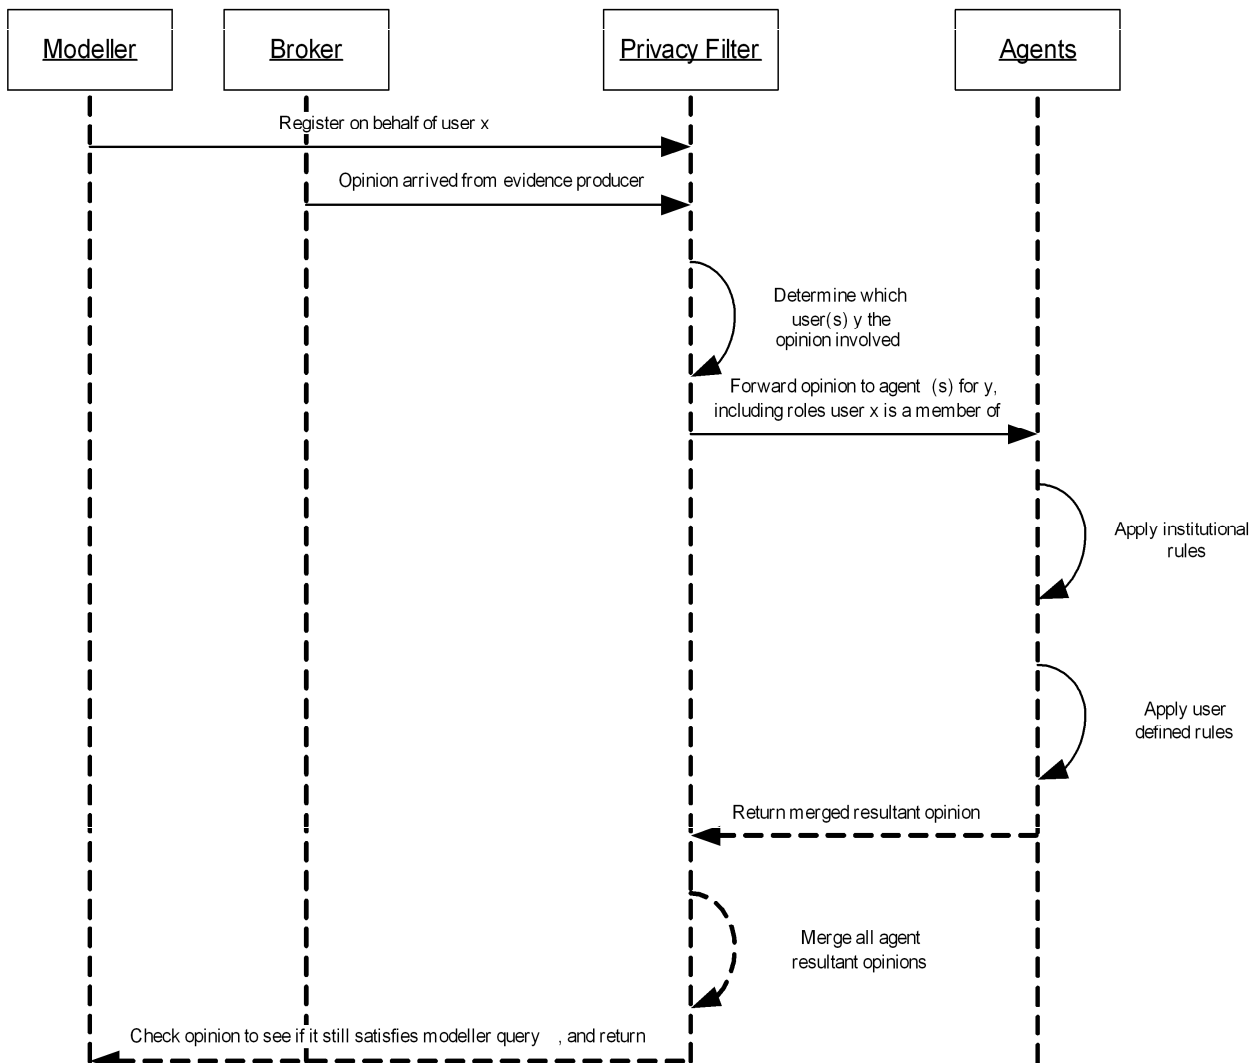 Modeller
Broker
Privacy Filter
Agents
Register on behalf of user x
Opinion arrived from evidence producer
Determine which
user(s) y the
opinion involved
Forward opinion to agent (s) for y,
including roles user x is a member of
Apply institutional
rules
Apply user
defined rules
Return merged resultant opinion
Merge all agent
resultant opinions
Check opinion to see if it still satisfies modeller query , and return